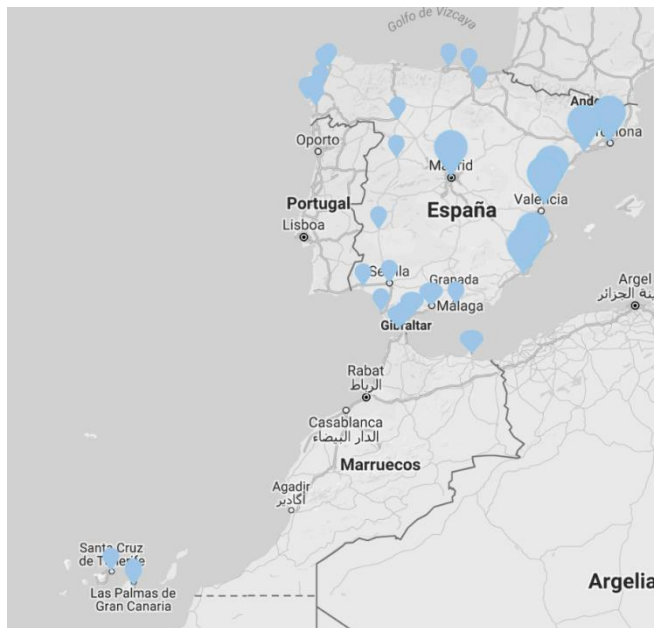 Golfo de Vizcaya
Ando
Oporto
Madrid
Portugal
Valencia
España
Lisboa
Sevilla
Granada
Málaga
Gibraltar
Argel
Rabat
الرباط
Casablanca
الدار البيضاء
Marruecos
Agadir
أكادير
Santa Cruz
de Tenerife
Las Palmas de
Gran Canaria
Argelia